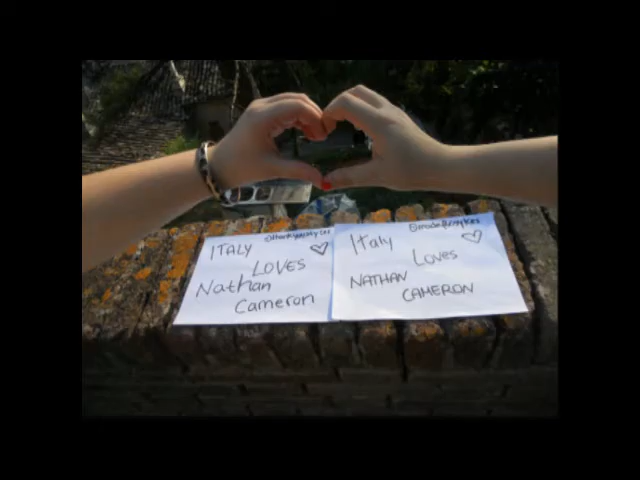 ITALY
LOVES
Nathan
Cameron
Italy
Loves
NATHAN
CAMERON